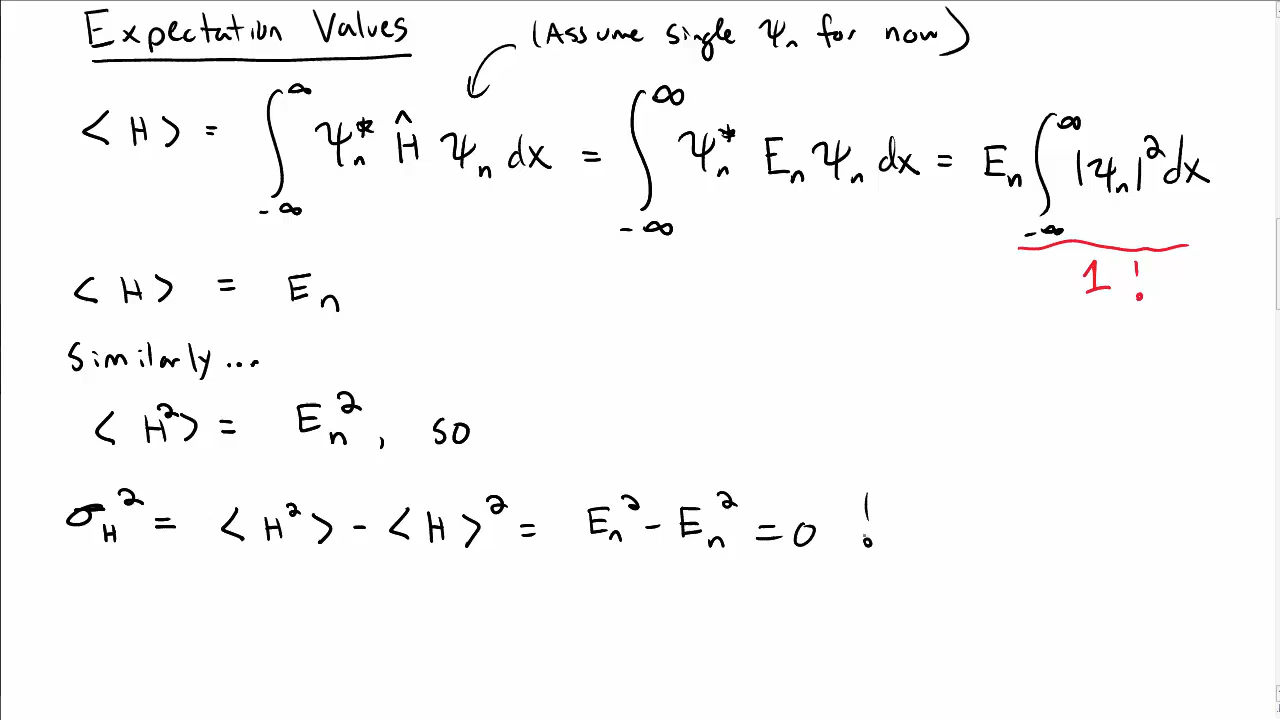 Expectation Values (Assume single Ψₙ for now)
<H> = ∫_{-∞}^{∞} Ψₙ* Ĥ Ψₙ dx = ∫_{-∞}^{∞} Ψₙ* Eₙ Ψₙ dx = Eₙ ∫_{-∞}^{∞} |Ψₙ|² dx
1!
<H> = Eₙ
Similarly...
<H²> = Eₙ², so
σ_H² = <H²> - <H>² = Eₙ² - Eₙ² = 0 !